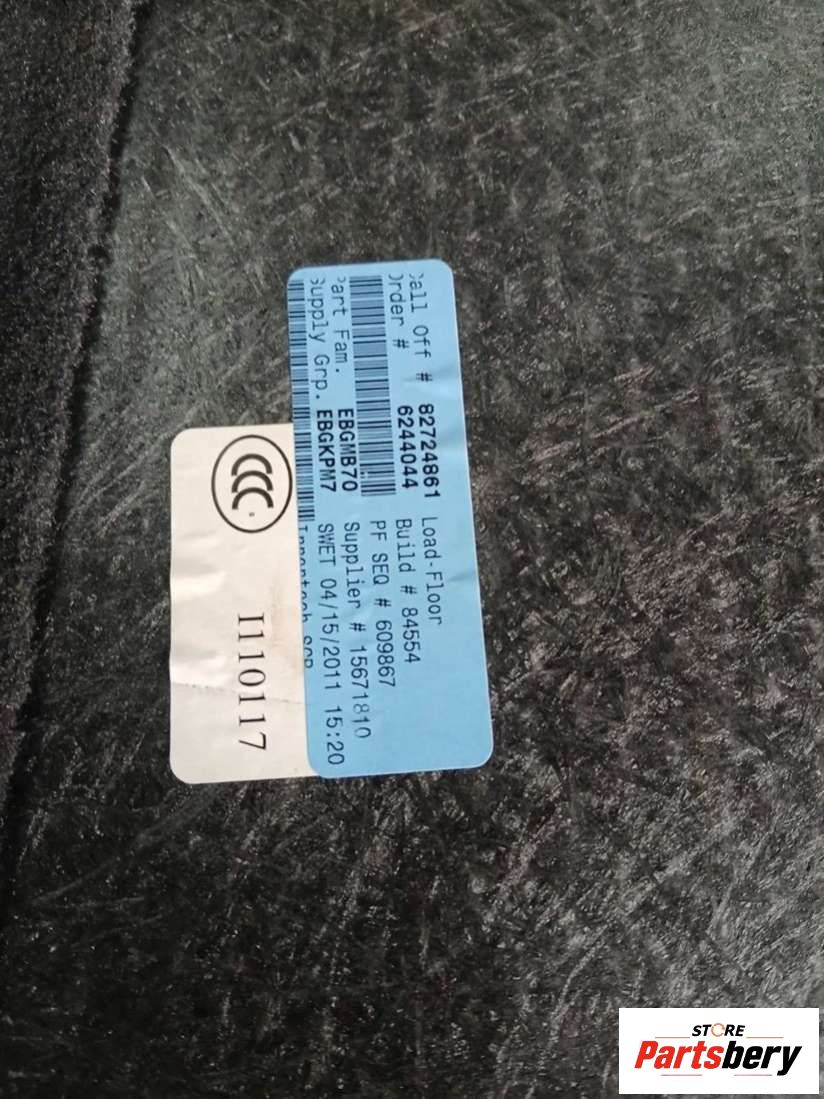 Call Off # 82724861 Load-Floor
Order # 6244044 Build # 84554
PF SEQ # 609867
Part Fam. EBGMB70 Supplier # 15671810
Supply Grp. EBGKPM7 SWET 04/15/2011 15:20
CCC
I110117
STORE
Partsbery